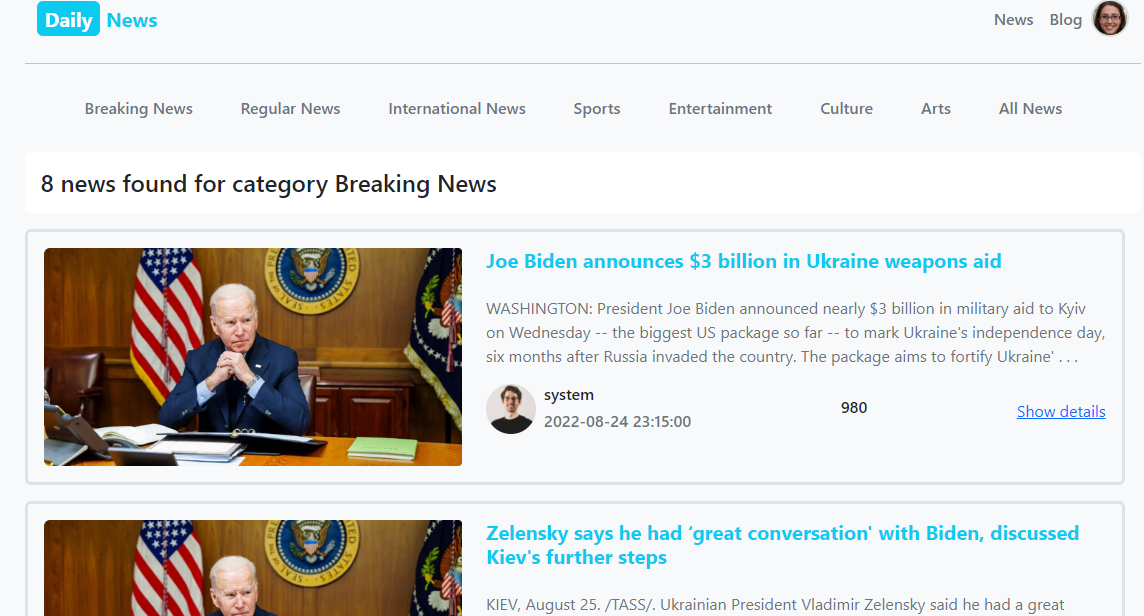 Daily News
News Blog
Breaking News Regular News International News Sports Entertainment Culture Arts All News
8 news found for category Breaking News
Joe Biden announces $3 billion in Ukraine weapons aid
WASHINGTON: President Joe Biden announced nearly $3 billion in military aid to Kyiv
on Wednesday -- the biggest US package so far -- to mark Ukraine's independence day,
six months after Russia invaded the country. The package aims to fortify Ukraine' . . .
system
2022-08-24 23:15:00
980
Show details
Zelensky says he had ‘great conversation' with Biden, discussed
Kiev's further steps
KIEV, August 25. /TASS/. Ukrainian President Vladimir Zelensky said he had a great